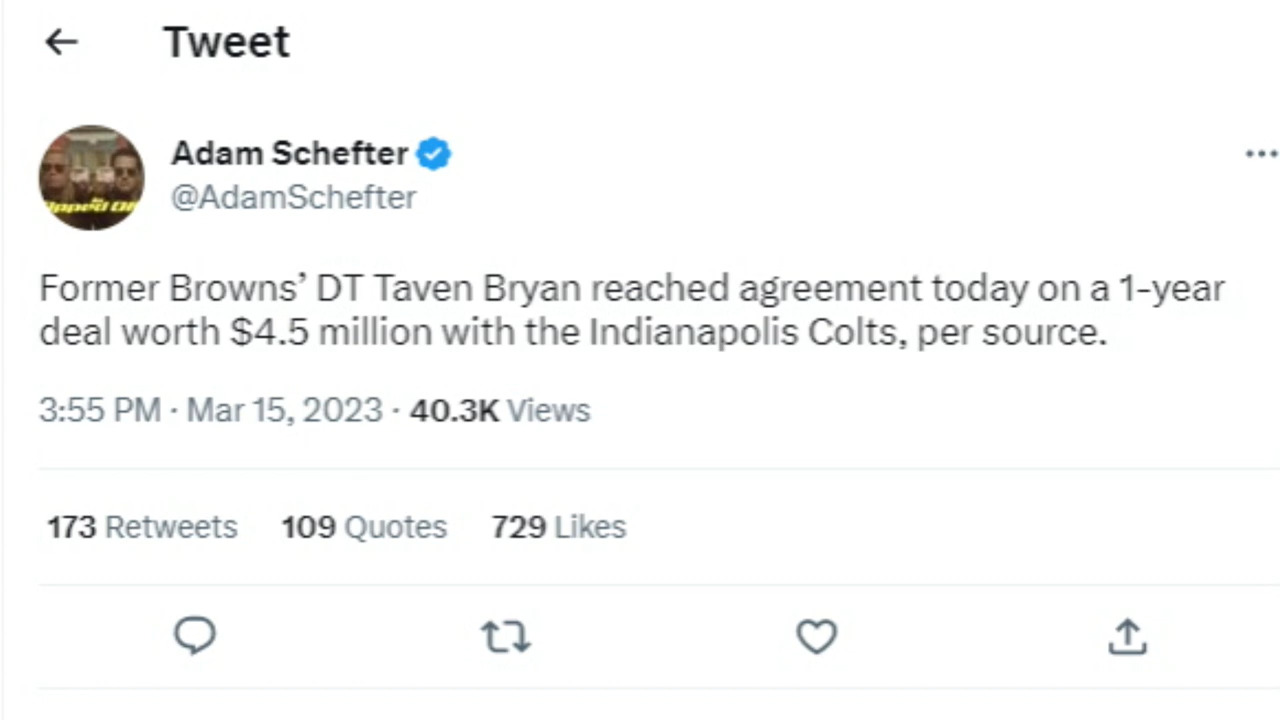 Tweet
Adam Schefter
@AdamSchefter
Former Browns’ DT Taven Bryan reached agreement today on a 1-year
deal worth $4.5 million with the Indianapolis Colts, per source.
3:55 PM · Mar 15, 2023 · 40.3K Views
173 Retweets 109 Quotes 729 Likes